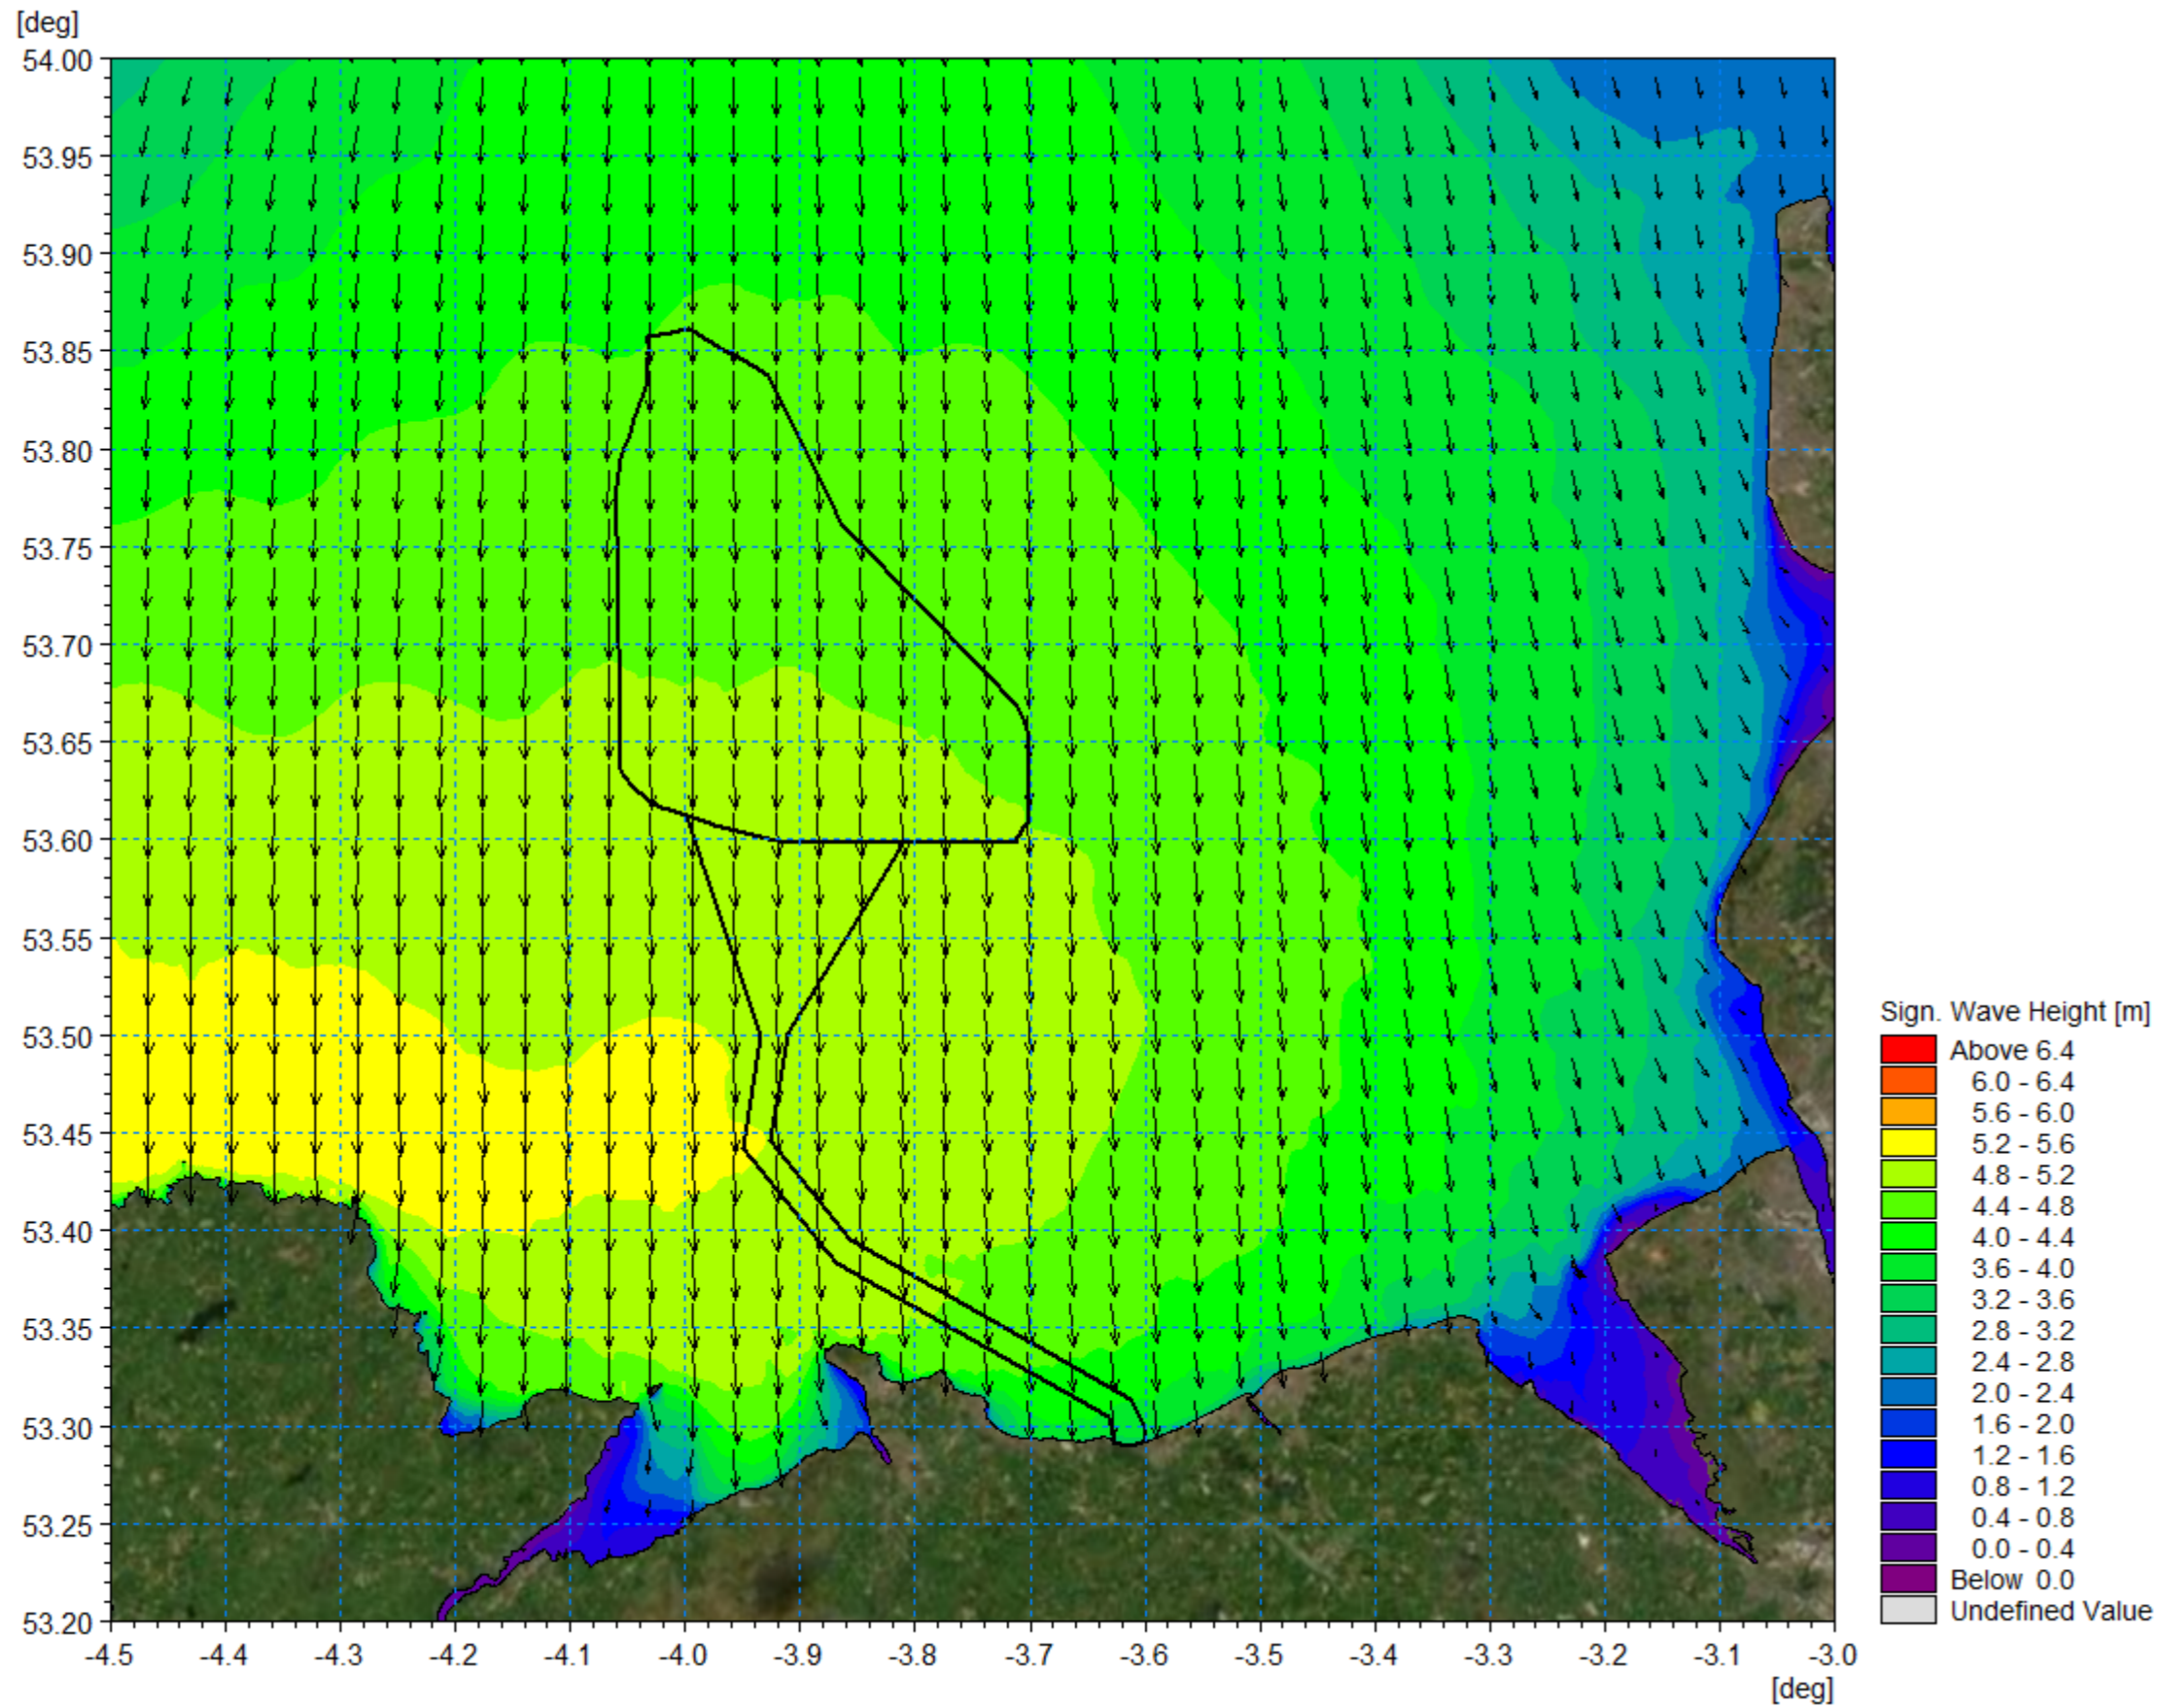 [deg]
54.00
53.95
53.90
53.85
53.80
53.75
53.70
53.65
53.60
53.55
53.50
53.45
53.40
53.35
53.30
53.25
53.20
-4.5 -4.4 -4.3 -4.2 -4.1 -4.0 -3.9 -3.8 -3.7 -3.6 -3.5 -3.4 -3.3 -3.2 -3.1 -3.0
[deg]
Sign. Wave Height [m]
Above 6.4
6.0 - 6.4
5.6 - 6.0
5.2 - 5.6
4.8 - 5.2
4.4 - 4.8
4.0 - 4.4
3.6 - 4.0
3.2 - 3.6
2.8 - 3.2
2.4 - 2.8
2.0 - 2.4
1.6 - 2.0
1.2 - 1.6
0.8 - 1.2
0.4 - 0.8
0.0 - 0.4
Below 0.0
Undefined Value